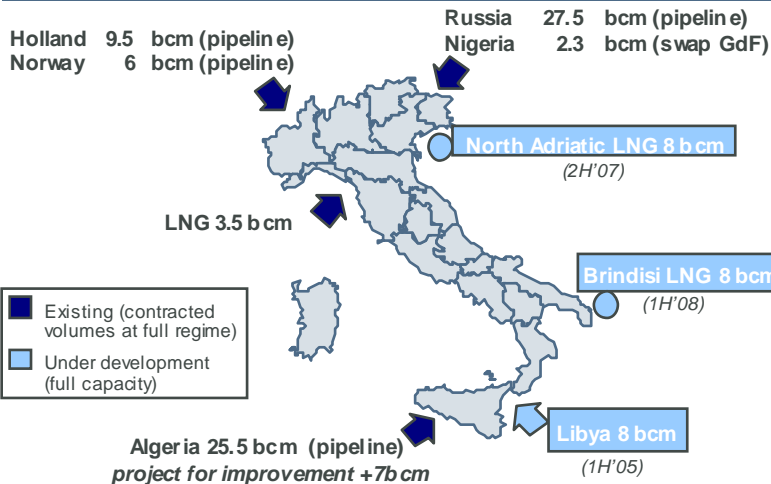 Holland 9.5 bcm (pipeline)
Norway 6 bcm (pipeline)
Russia 27.5 bcm (pipeline)
Nigeria 2.3 bcm (swap GdF)
North Adriatic LNG 8 bcm
(2H'07)
LNG 3.5 bcm
Brindisi LNG 8 bcm
(1H'08)
Existing (contracted
volumes at full regime)
Under development
(full capacity)
Libya 8 bcm
(1H'05)
Algeria 25.5 bcm (pipeline)
project for improvement +7bcm